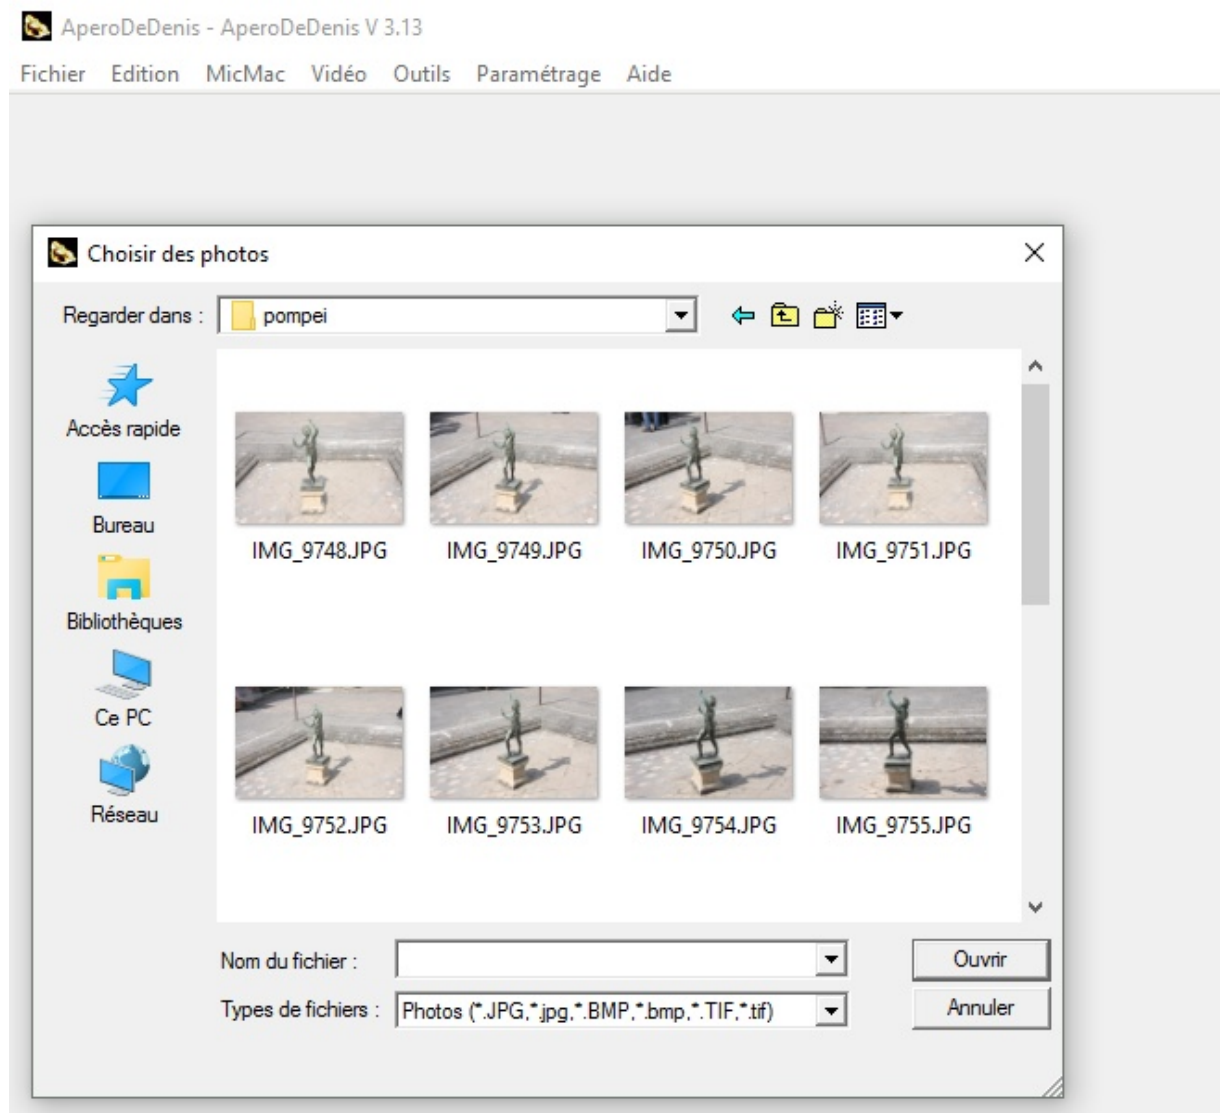 AperoDeDenis - AperoDeDenis V 3.13
Fichier Edition MicMac Vidéo Outils Paramétrage Aide
Choisir des photos
Regarder dans : pompei
Accès rapide
Bureau
Bibliothèques
Ce PC
Réseau
IMG_9748.JPG IMG_9749.JPG IMG_9750.JPG IMG_9751.JPG
IMG_9752.JPG IMG_9753.JPG IMG_9754.JPG IMG_9755.JPG
Nom du fichier : Ouvrir
Types de fichiers : Photos (*.JPG,*.jpg,*.BMP,*.bmp,*.TIF,*.tif) Annuler